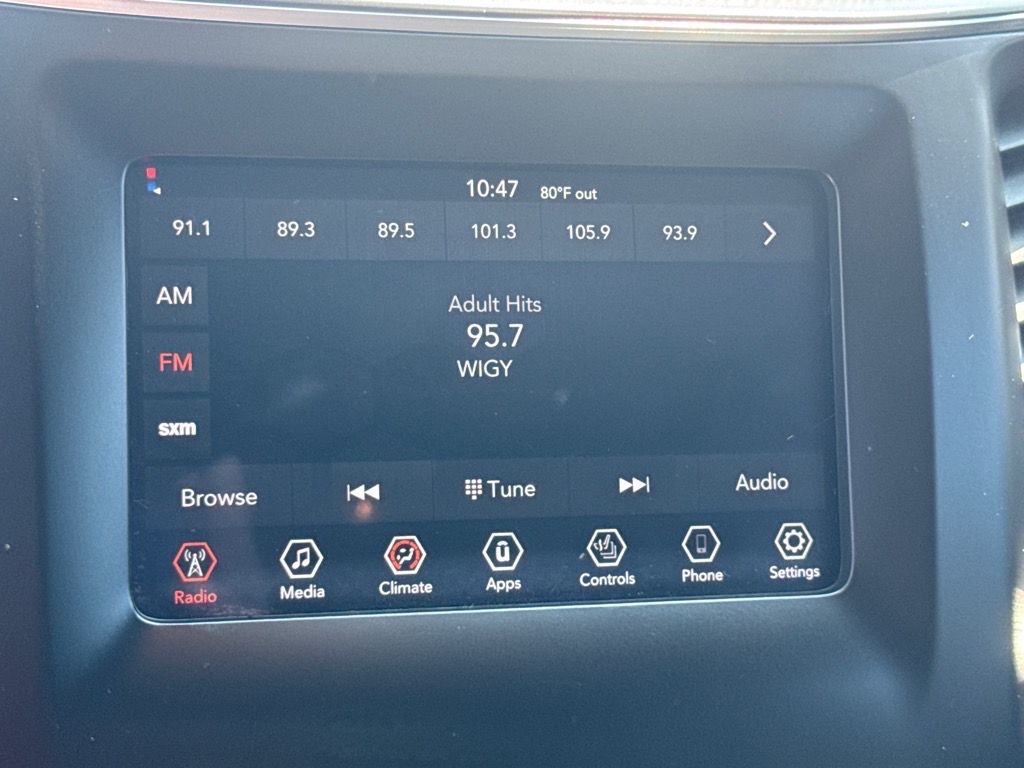 10:47 80°F out
91.1 89.3 89.5 101.3 105.9 93.9
AM
Adult Hits
95.7
FM
WIGY
sxm
Browse Tune Audio
Radio Media Climate Apps Controls Phone Settings